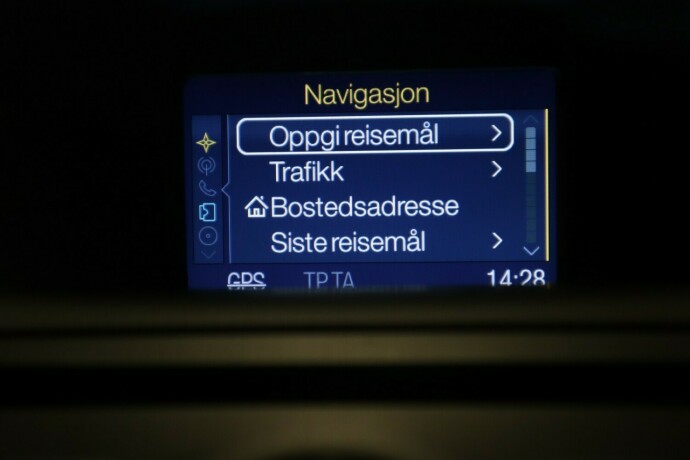 Navigasjon
Oppgi reisemål
Trafikk
Bostedsadresse
Siste reisemål
GPS TP TA 14:28